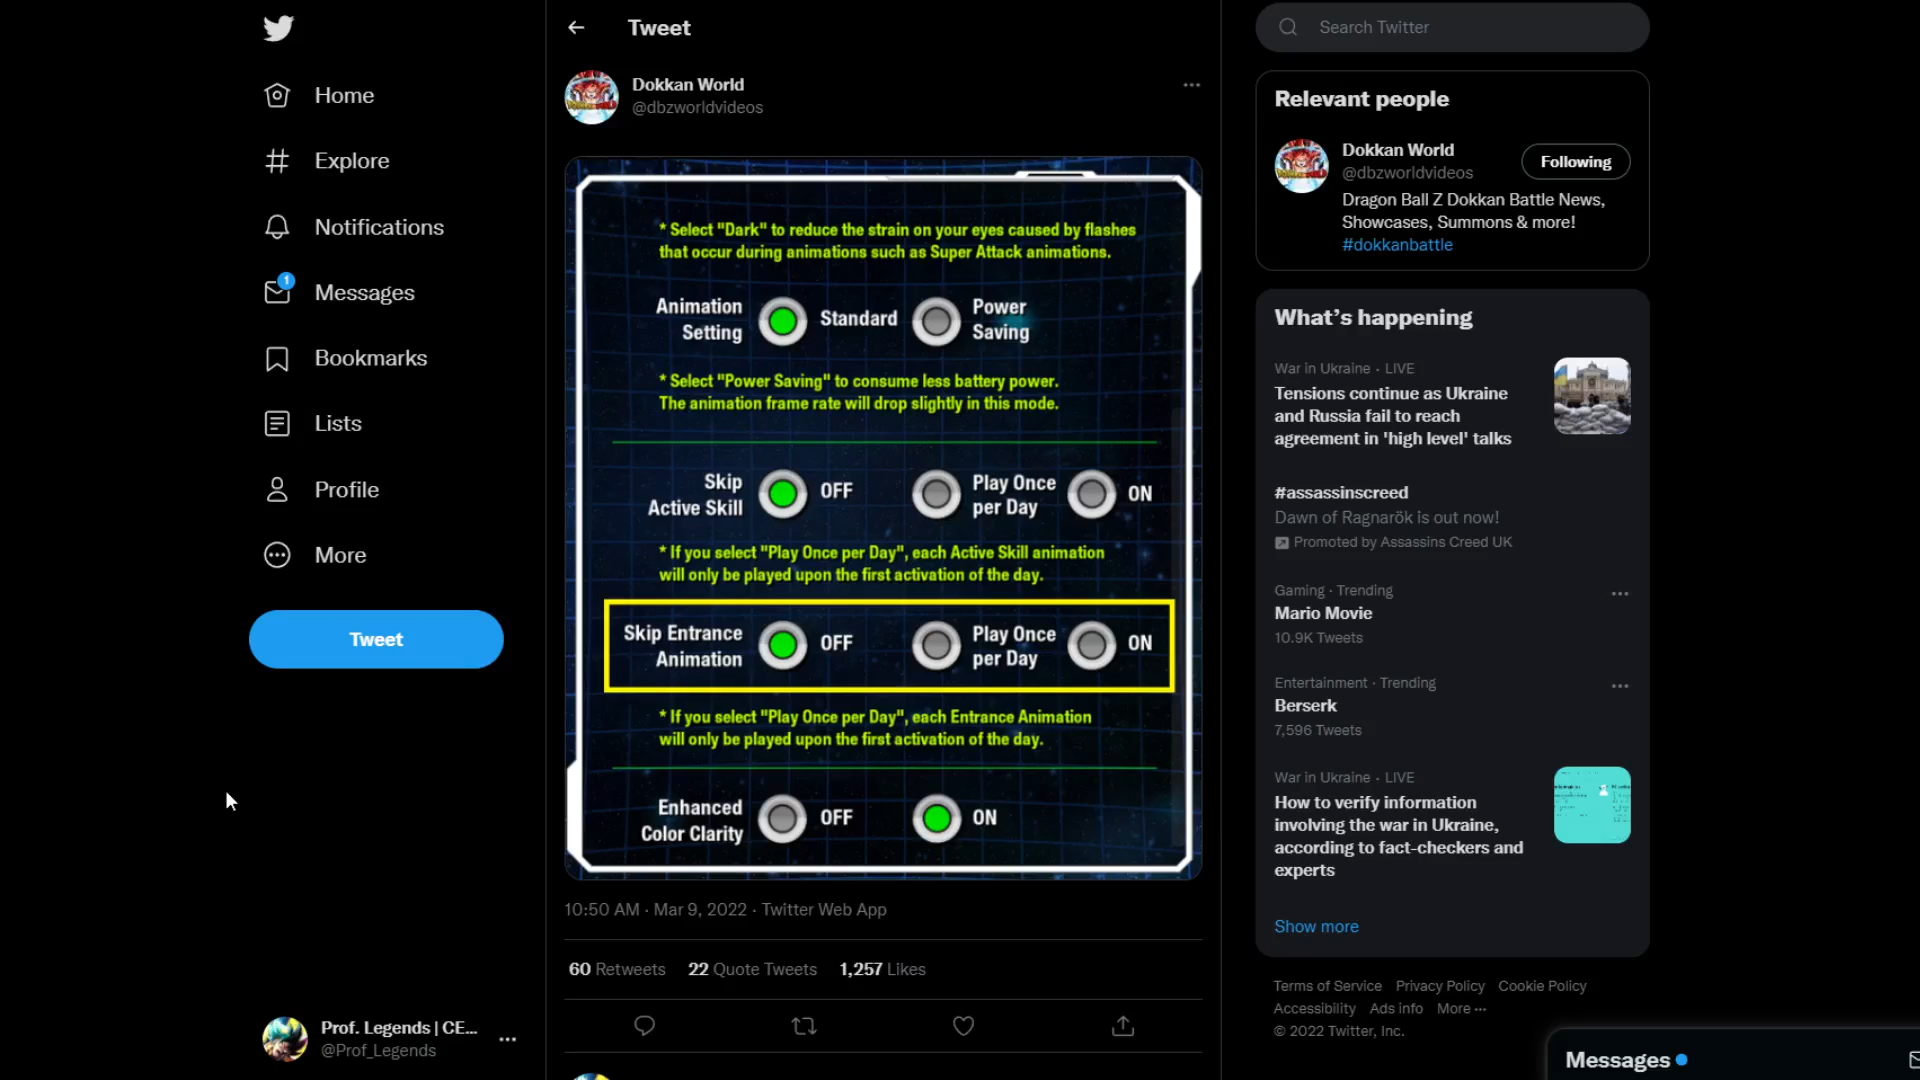 Home
Explore
Notifications
1
Messages
Bookmarks
Lists
Profile
More
Tweet
Prof. Legends | CE...
@Prof_Legends
Tweet
Dokkan World
@dbzworldvideos
* Select "Dark" to reduce the strain on your eyes caused by flashes
that occur during animations such as Super Attack animations.
Animation
Setting
Standard
Power
Saving
* Select "Power Saving" to consume less battery power.
The animation frame rate will drop slightly in this mode.
Skip
Active Skill
OFF
Play Once
per Day
ON
* If you select "Play Once per Day", each Active Skill animation
will only be played upon the first activation of the day.
Skip Entrance
Animation
OFF
Play Once
per Day
ON
* If you select "Play Once per Day", each Entrance Animation
will only be played upon the first activation of the day.
Enhanced
Color Clarity
OFF
ON
10:50 AM · Mar 9, 2022 · Twitter Web App
60 Retweets 22 Quote Tweets 1,257 Likes
Search Twitter
Relevant people
Dokkan World
@dbzworldvideos
Following
Dragon Ball Z Dokkan Battle News,
Showcases, Summons & more!
#dokkanbattle
What's happening
War in Ukraine · LIVE
Tensions continue as Ukraine
and Russia fail to reach
agreement in 'high level' talks
#assassinscreed
Dawn of Ragnarök is out now!
Promoted by Assassins Creed UK
Gaming · Trending
Mario Movie
10.9K Tweets
Entertainment · Trending
Berserk
7,596 Tweets
War in Ukraine · LIVE
How to verify information
involving the war in Ukraine,
according to fact-checkers and
experts
Show more
Terms of Service Privacy Policy Cookie Policy
Accessibility Ads info More ···
© 2022 Twitter, Inc.
Messages